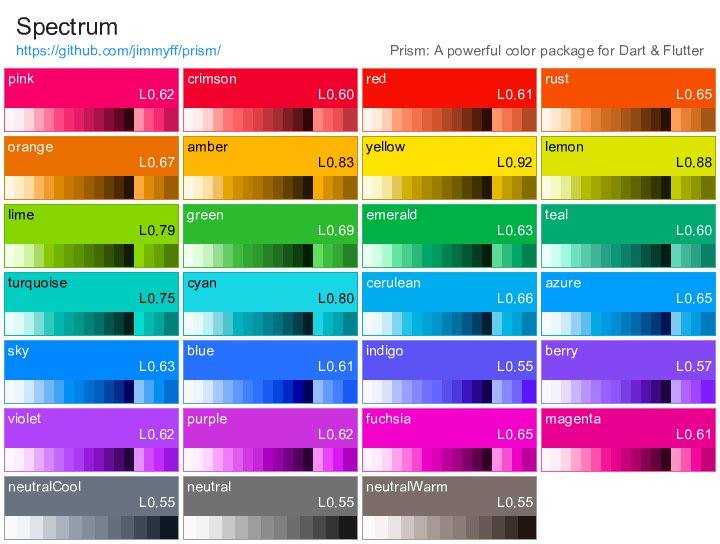 Spectrum
https://github.com/jimmyff/prism/ Prism: A powerful color package for Dart & Flutter
pink crimson red rust
L0.62 L0.60 L0.61 L0.65
orange amber yellow lemon
L0.67 L0.83 L0.92 L0.88
lime green emerald teal
L0.79 L0.69 L0.63 L0.60
turquoise cyan cerulean azure
L0.75 L0.80 L0.66 L0.65
sky blue indigo berry
L0.63 L0.61 L0.55 L0.57
violet purple fuchsia magenta
L0.62 L0.62 L0.65 L0.61
neutralCool neutral neutralWarm
L0.55 L0.55 L0.55